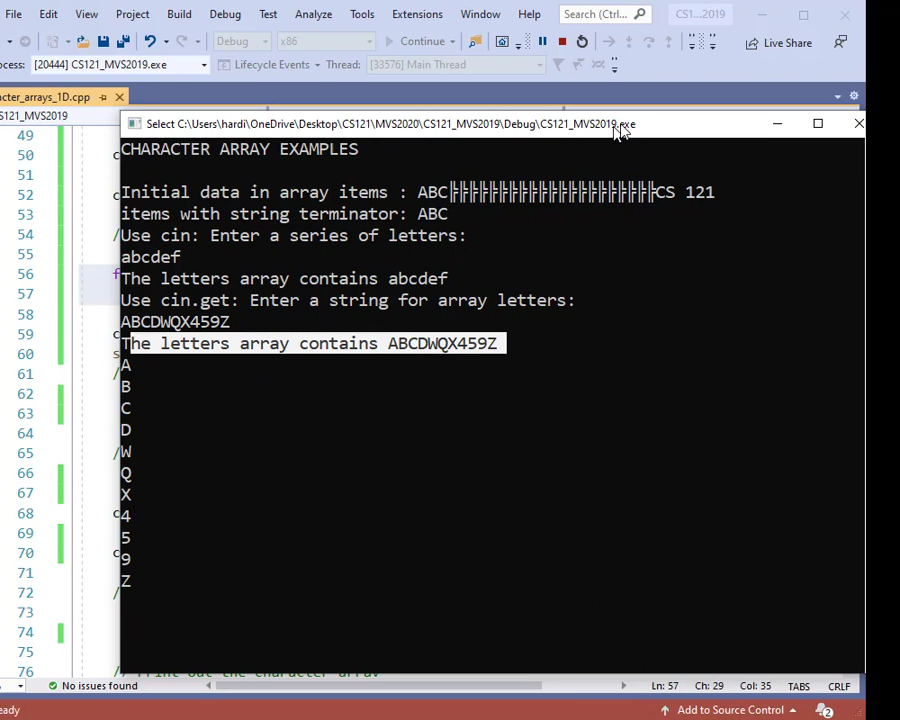 File Edit View Project Build Debug Test Analyze Tools Extensions Window Help Search (Ctrl... CS1...2019
Debug x86 Continue Live Share
ocess: [20444] CS121_MVS2019.exe Lifecycle Events Thread: [33576] Main Thread
acter_arrays_1D.cpp
S121_MVS2019
Select C:\Users\hardi\OneDrive\Desktop\CS121\MVS2020\CS121_MVS2019\Debug\CS121_MVS2019.exe
49 CHARACTER ARRAY EXAMPLES
50 c
51
52 c Initial data in array items : ABC╠╠╠╠╠╠╠╠╠╠╠╠╠╠╠╠╠╠╠╠╠CS 121
53 c items with string terminator: ABC
54 / Use cin: Enter a series of letters:
55 abcdef
56 f The letters array contains abcdef
57 Use cin.get: Enter a string for array letters:
58 ABCDWQX459Z
59 c The letters array contains ABCDWQX459Z
60 s A
61 /
62 B
63 C
64 D
65 / W
66 Q
67 X
68 c 4
69 5
70 c 9
71 Z
72 /
73
74
75
76 // Print out the character array
No issues found Ln: 57 Ch: 29 Col: 35 TABS CRLF
eady Add to Source Control 2